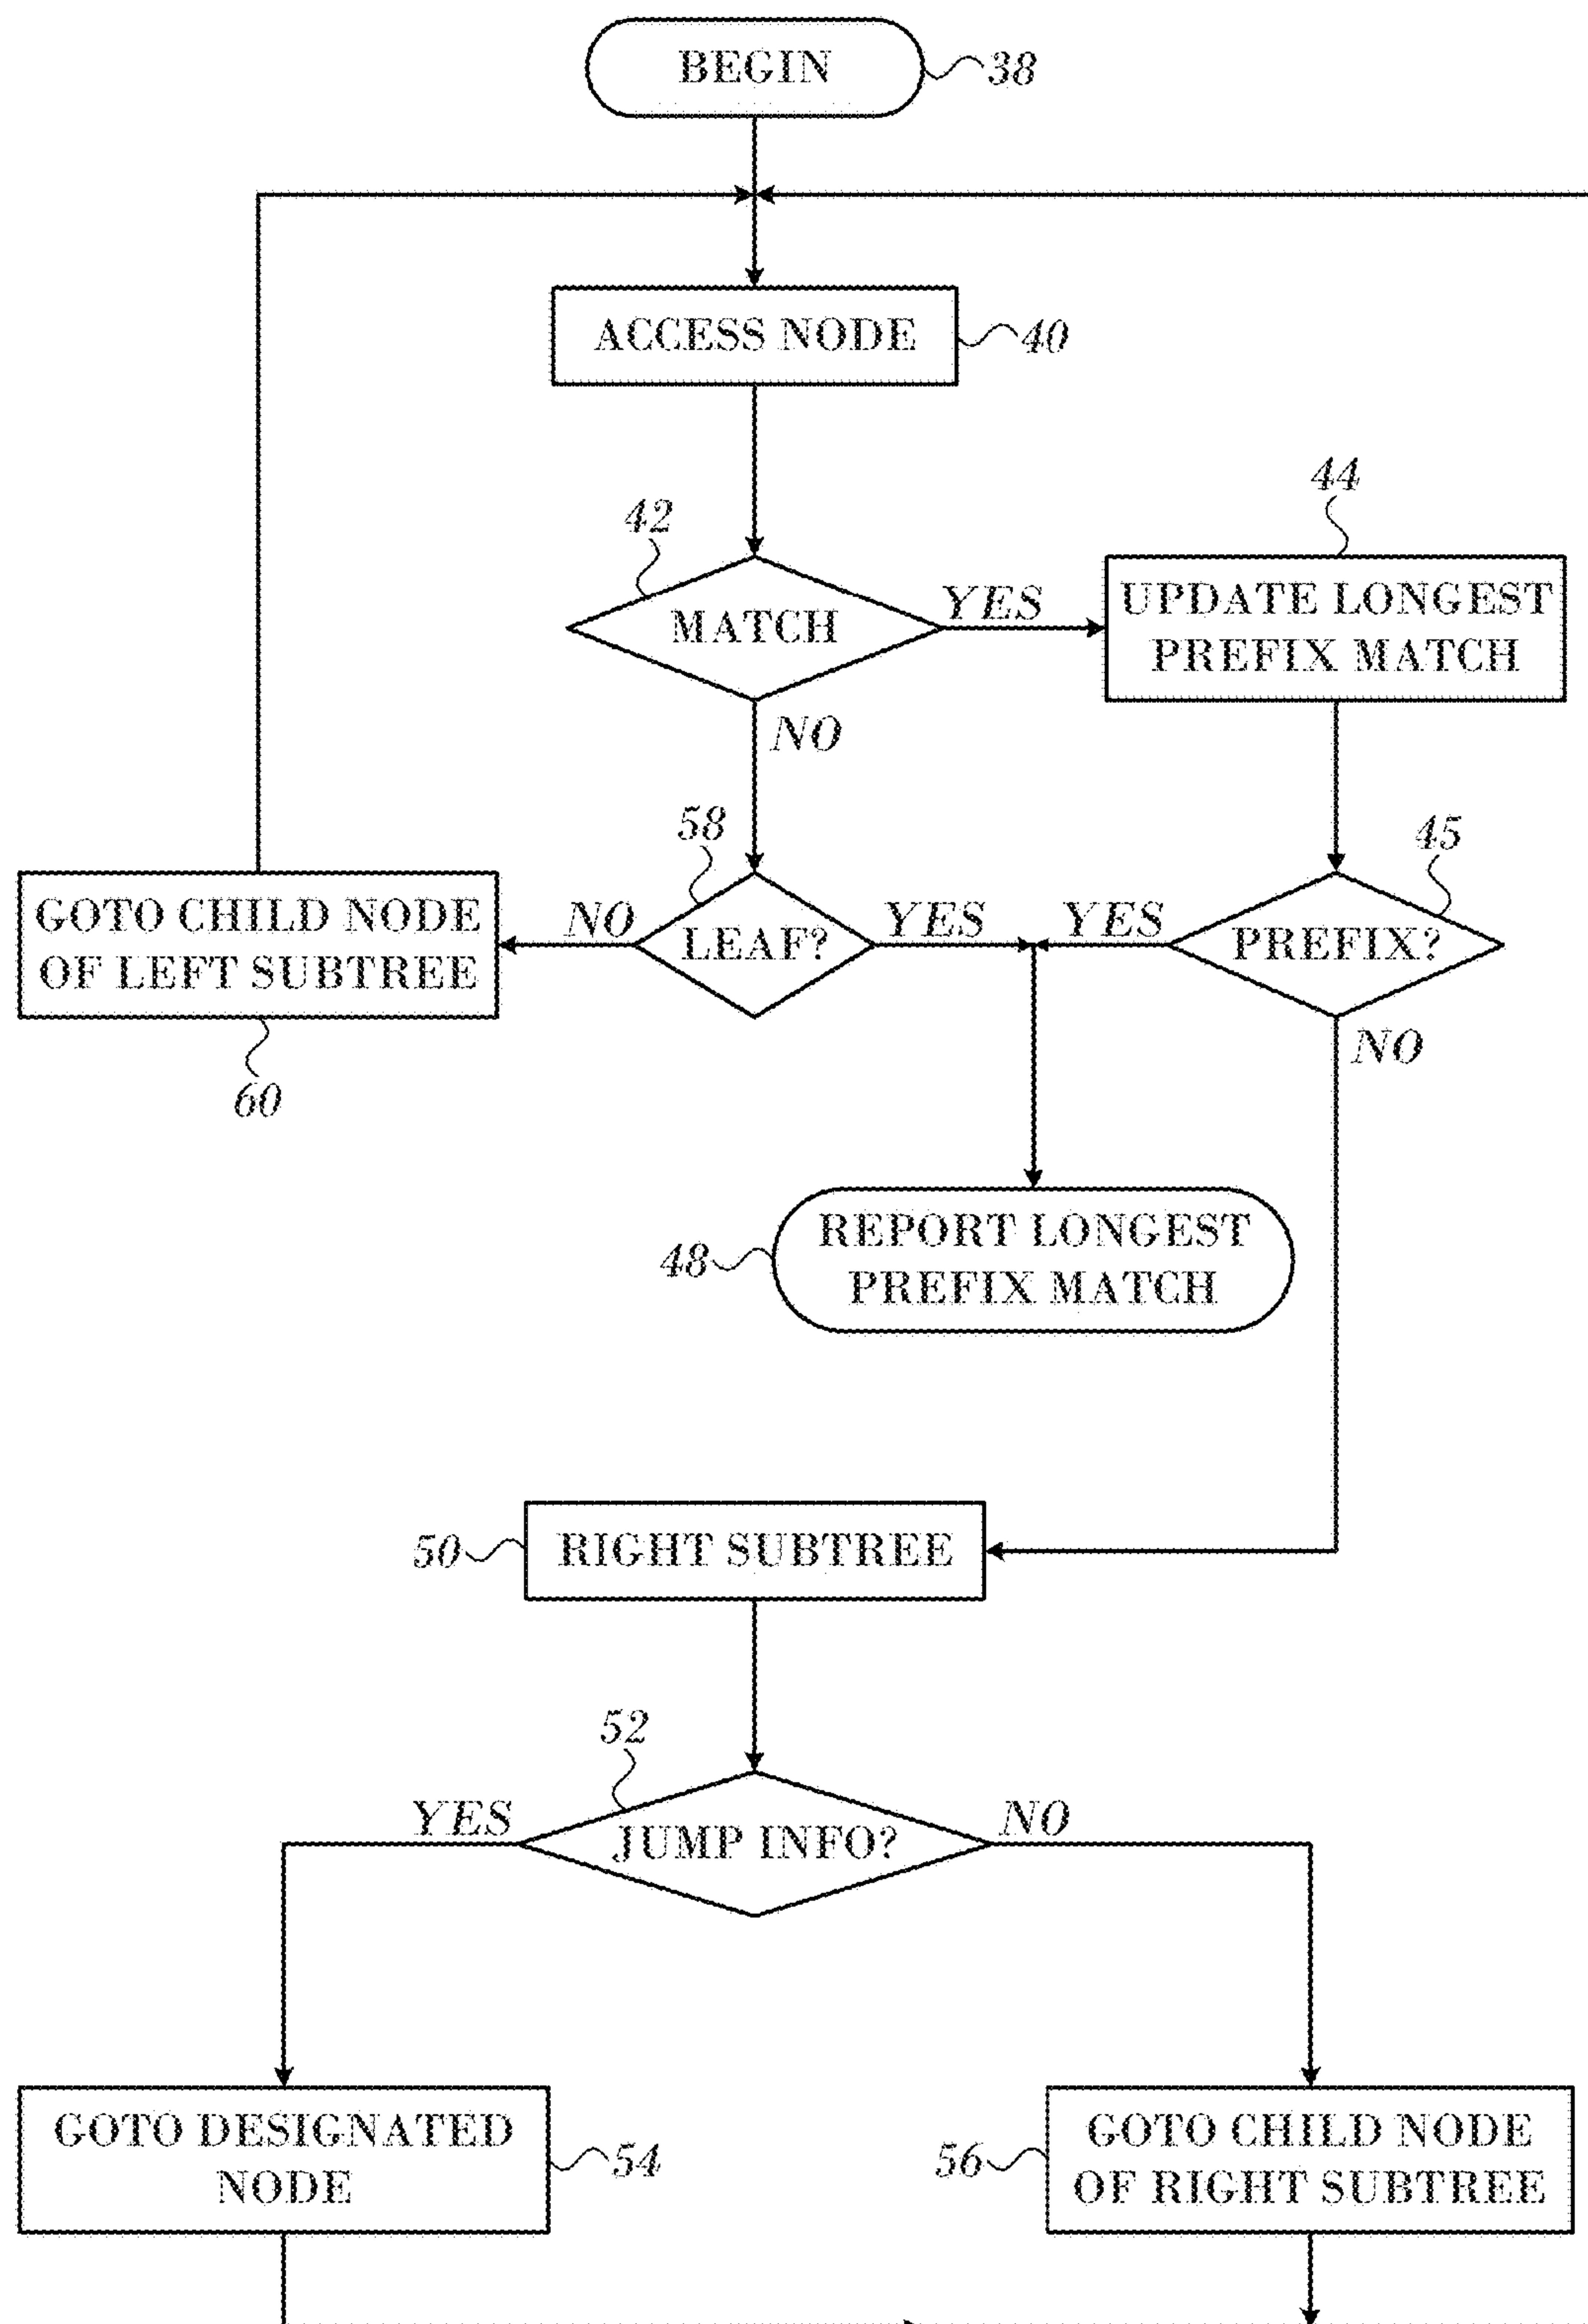 BEGIN
38
ACCESS NODE
40
44
42
MATCH
YES
UPDATE LONGEST
PREFIX MATCH
NO
58
45
GOTO CHILD NODE
OF LEFT SUBTREE
NO
LEAF?
YES
YES
PREFIX?
NO
60
48
REPORT LONGEST
PREFIX MATCH
50
RIGHT SUBTREE
52
YES
JUMP INFO?
NO
GOTO DESIGNATED
NODE
54
56
GOTO CHILD NODE
OF RIGHT SUBTREE